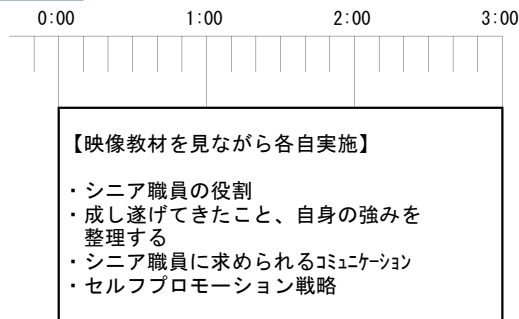 0:00 1:00 2:00 3:00
【映像教材を見ながら各自実施】
・シニア職員の役割
・成し遂げてきたこと、自身の強みを
整理する
・シニア職員に求められるｺﾐｭﾆｹｰｼｮﾝ
・セルフプロモーション戦略